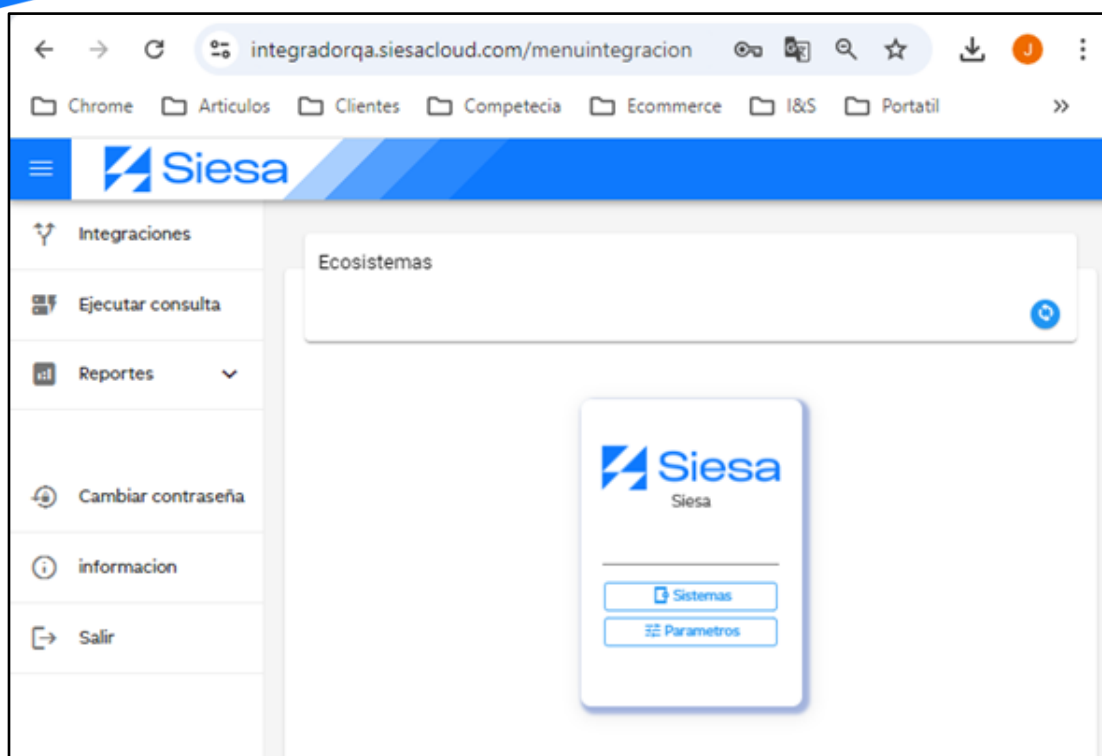 integradorqa.siesacloud.com/menuintegracion
J
Chrome Articulos Clientes Competecia Ecommerce I&S Portatil »
Siesa
Integraciones
Ecosistemas
Ejecutar consulta
Reportes
Siesa
Siesa
Cambiar contraseña
informacion
Sistemas
Parametros
Salir